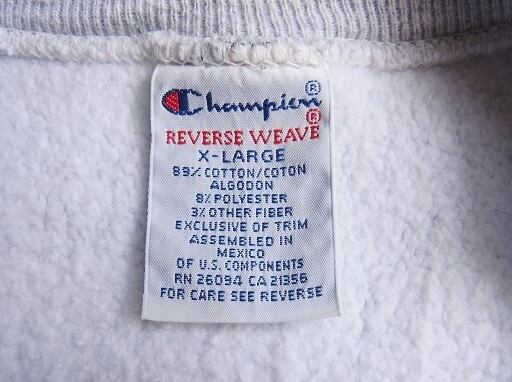 Champion®
REVERSE WEAVE®
X-LARGE
89% COTTON/COTON
ALGODON
8% POLYESTER
3% OTHER FIBER
EXCLUSIVE OF TRIM
ASSEMBLED IN
MEXICO
OF U.S. COMPONENTS
RN 26094 CA 21356
FOR CARE SEE REVERSE